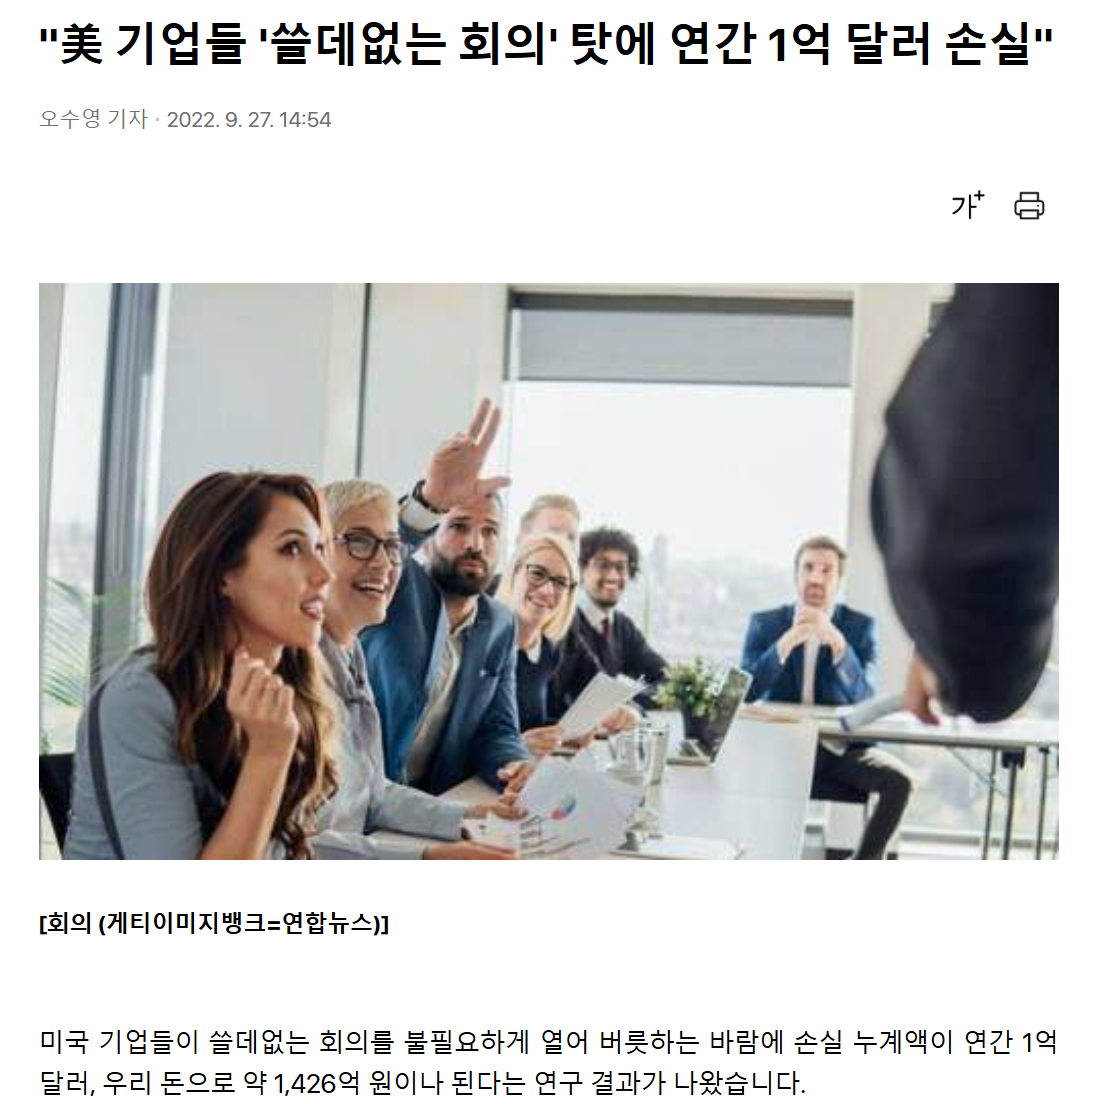 "美 기업들 '쓸데없는 회의' 탓에 연간 1억 달러 손실"
오수영 기자 · 2022. 9. 27. 14:54
가+
[회의 (게티이미지뱅크=연합뉴스)]
미국 기업들이 쓸데없는 회의를 불필요하게 열어 버릇하는 바람에 손실 누계액이 연간 1억
달러, 우리 돈으로 약 1,426억 원이나 된다는 연구 결과가 나왔습니다.